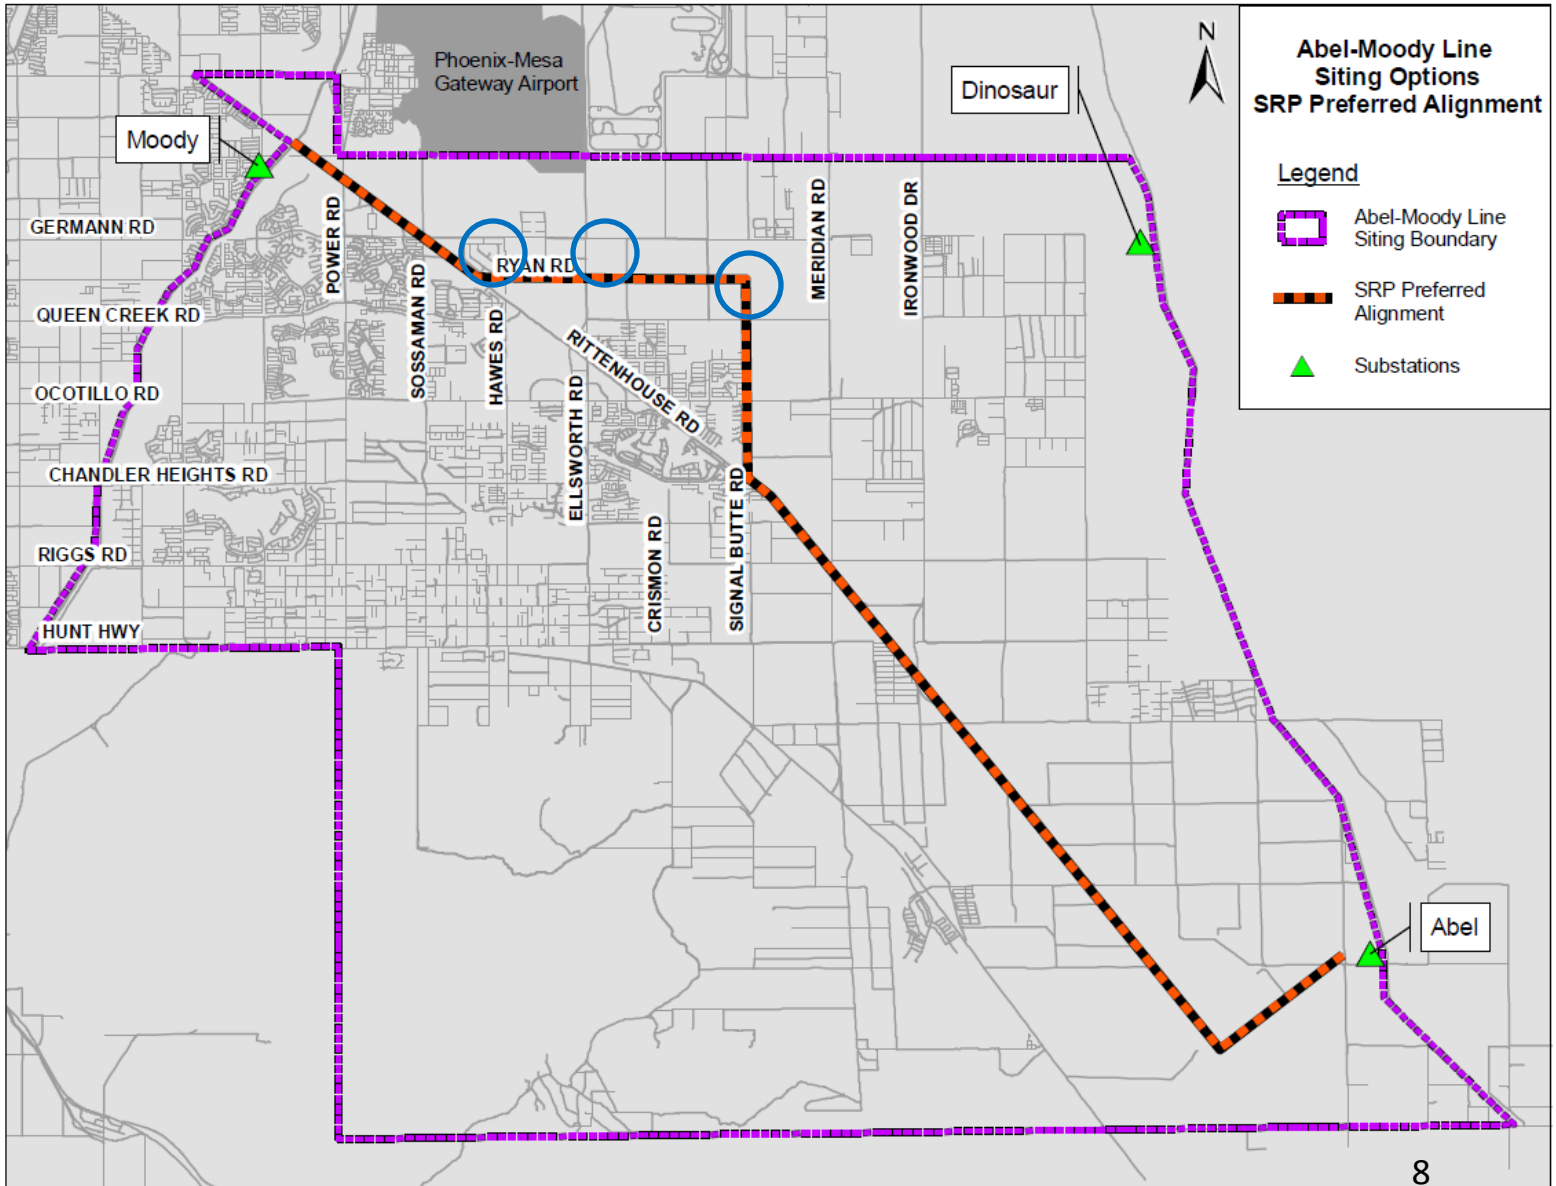 N
Abel-Moody Line
Siting Options
SRP Preferred Alignment
Legend
Abel-Moody Line
Siting Boundary
SRP Preferred
Alignment
Substations
Phoenix-Mesa
Gateway Airport
Dinosaur
Moody
GERMANN RD
POWER RD
SOSSAMAN RD
RYAN RD
HAWES RD
MERIDIAN RD
IRONWOOD DR
QUEEN CREEK RD
RITTENHOUSE RD
OCOTILLO RD
ELLSWORTH RD
CHANDLER HEIGHTS RD
SIGNAL BUTTE RD
CRISMON RD
RIGGS RD
HUNT HWY
Abel
8